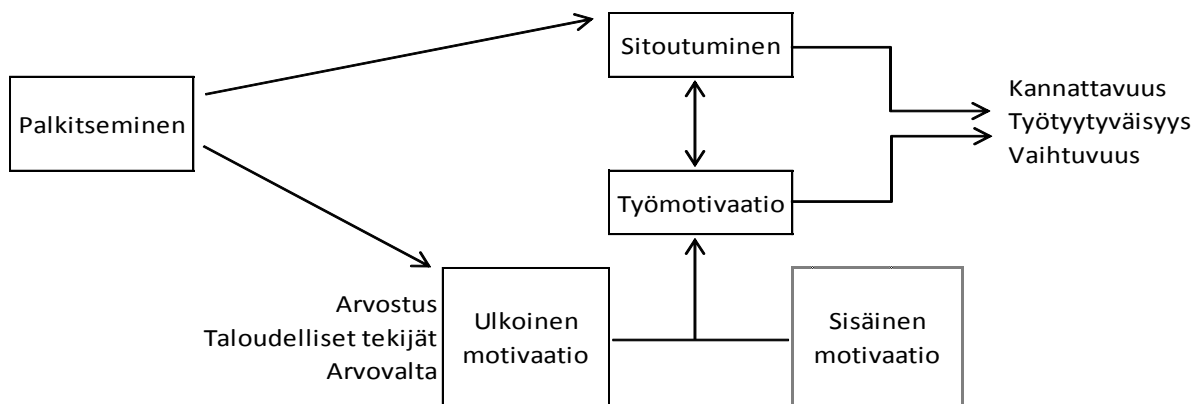 Sitoutuminen
Palkitseminen
Kannattavuus
Työtyytyväisyys
Vaihtuvuus
Työmotivaatio
Arvostus
Taloudelliset tekijät
Arvovalta
Ulkoinen
motivaatio
Sisäinen
motivaatio